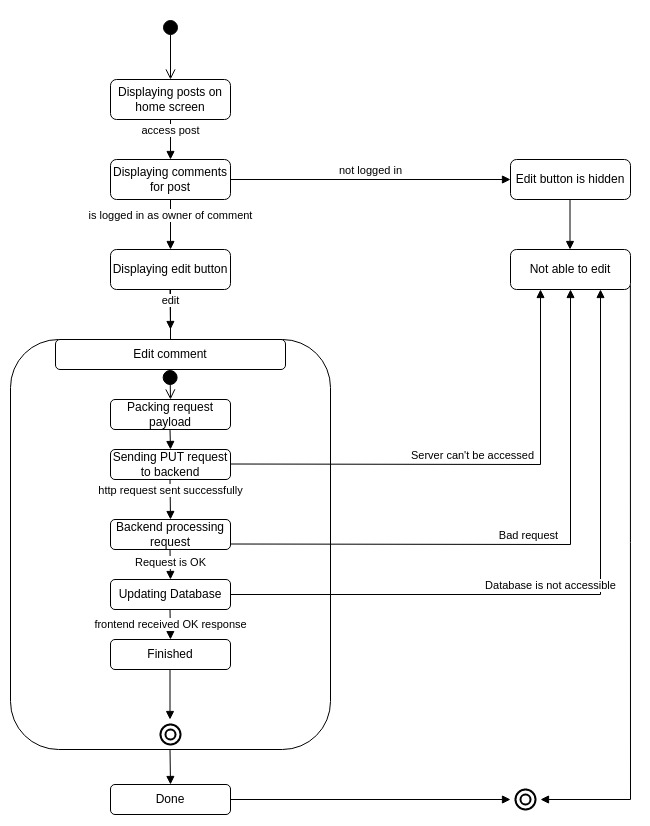 Displaying posts on
home screen
access post
Displaying comments
for post
not logged in
Edit button is hidden
is logged in as owner of comment
Displaying edit button
Not able to edit
edit
Edit comment
Packing request
payload
Sending PUT request
to backend
Server can't be accessed
http request sent successfully
Backend processing
request
Bad request
Request is OK
Updating Database
Database is not accessible
frontend received OK response
Finished
Done